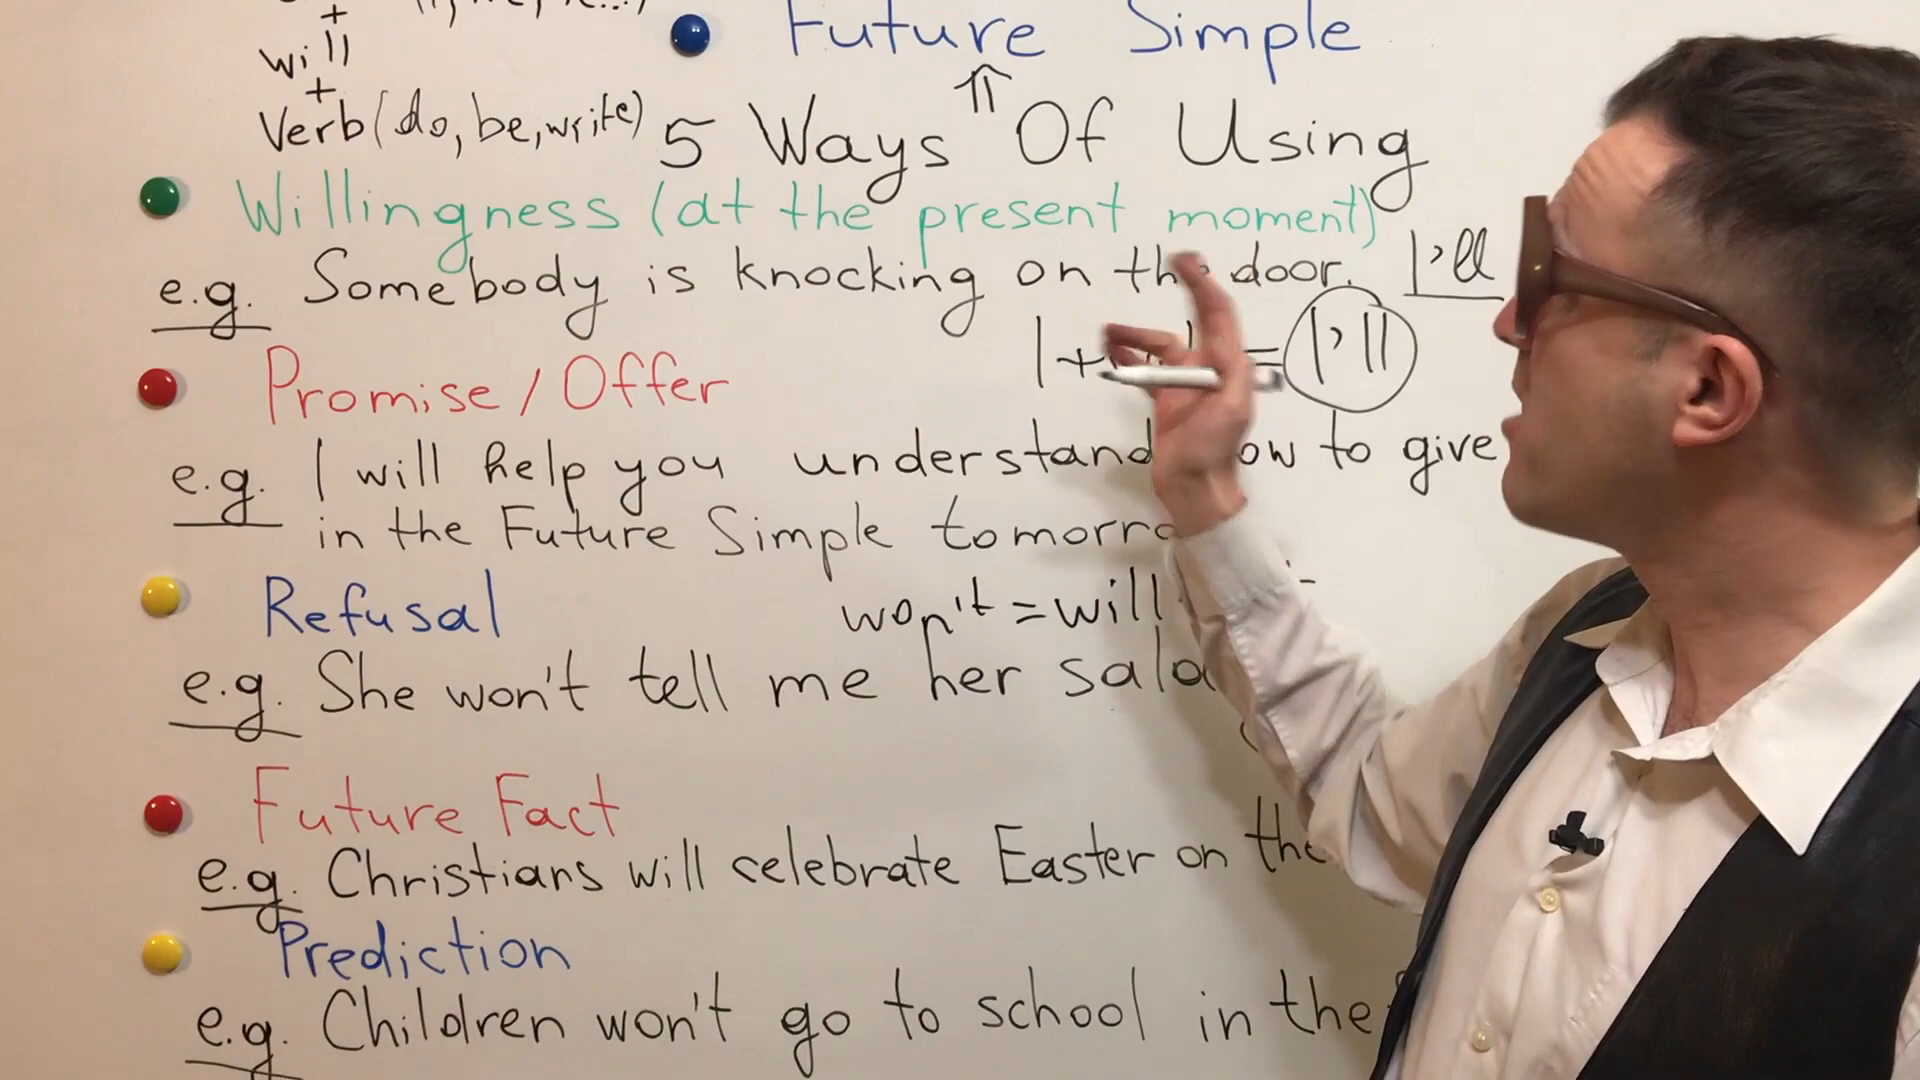 Future Simple
+
will
+
Verb (do, be, write)
5 Ways Of Using
Willingness (at the present moment)
e.g. Somebody is knocking on the door. I'll
I + = I'll
Promise / Offer
e.g. I will help you understand how to give
in the Future Simple
Refusal
won't = will
e.g. She won't tell me her
Future Fact
e.g. Christians will celebrate Easter on the
Prediction
e.g. Children won't go to school in the